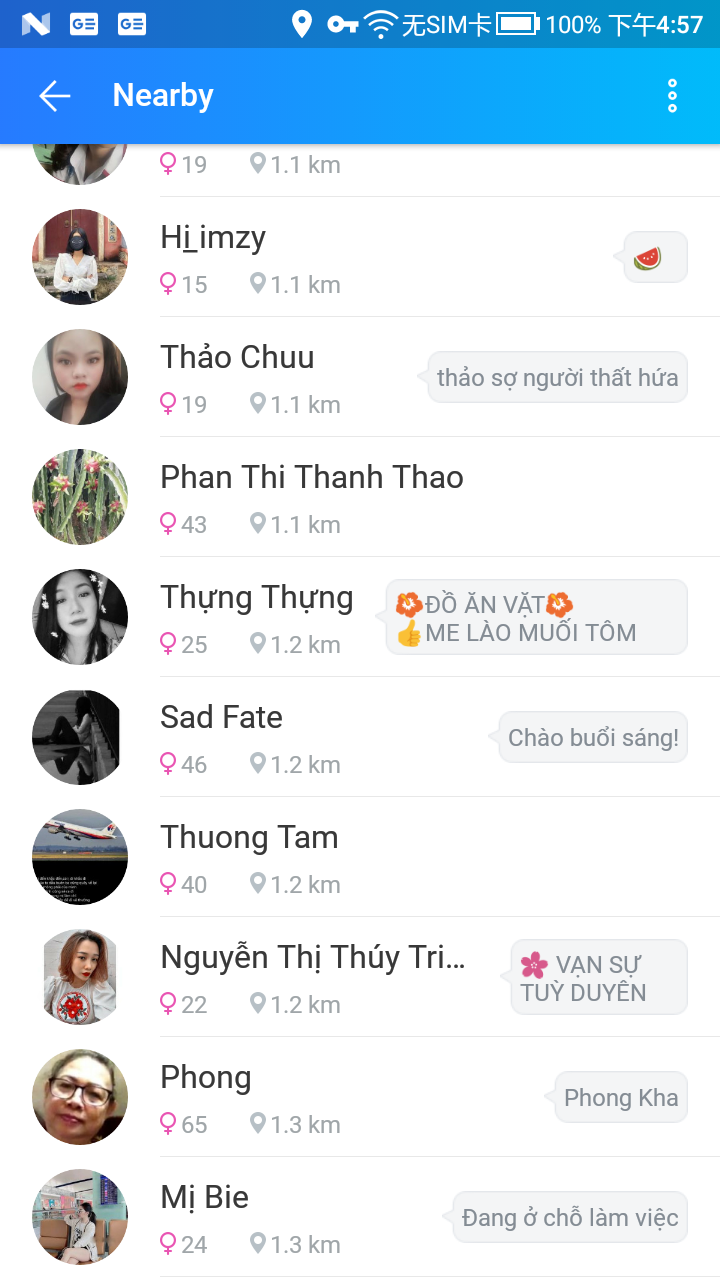 无SIM卡 100% 下午4:57
Nearby
19 1.1 km
Hi_imzy
15 1.1 km
Thảo Chuu
thảo sợ người thất hứa
19 1.1 km
Phan Thi Thanh Thao
43 1.1 km
Thựng Thựng
🌺ĐỒ ĂN VẶT🌺
👍ME LÀO MUỐI TÔM
25 1.2 km
Sad Fate
Chào buổi sáng!
46 1.2 km
Thuong Tam
40 1.2 km
Nguyễn Thị Thúy Tri...
🌸 VẠN SỰ
TUỲ DUYÊN
22 1.2 km
Phong
Phong Kha
65 1.3 km
Mị Bie
Đang ở chỗ làm việc
24 1.3 km